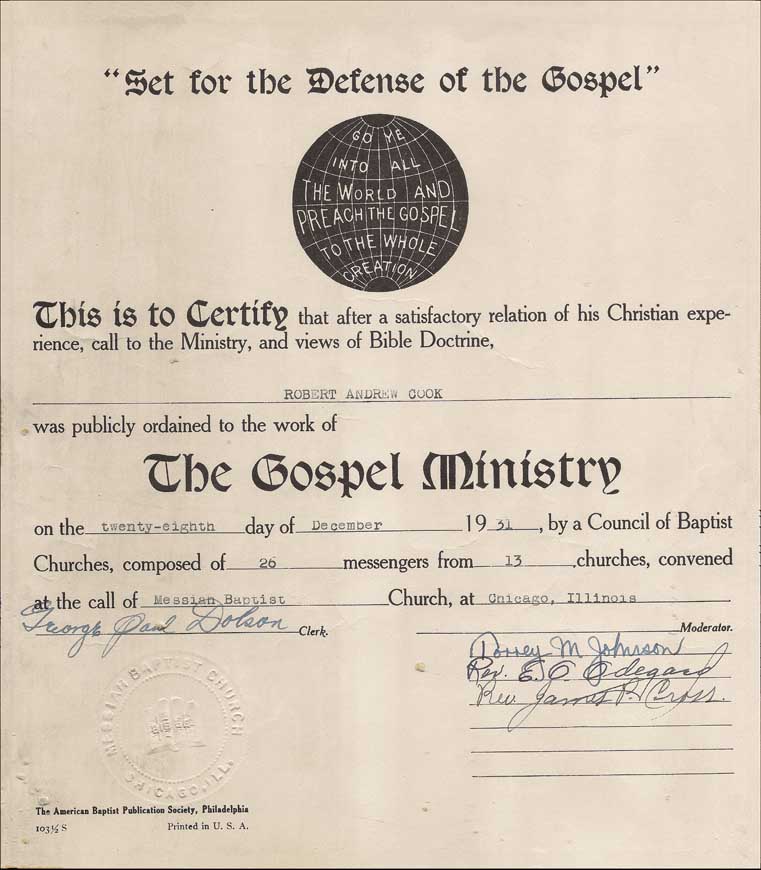 "Set for the Defense of the Gospel"
GO YE
INTO ALL
THE WORLD AND
PREACH THE GOSPEL
TO THE WHOLE
CREATION
This is to Certify that after a satisfactory relation of his Christian expe-
rience, call to the Ministry, and views of Bible Doctrine,
ROBERT ANDREW COOK
was publicly ordained to the work of
The Gospel Ministry
on the twenty-eighth day of December 1931, by a Council of Baptist
Churches, composed of 26 messengers from 13 churches, convened
at the call of Messian Baptist Church, at Chicago, Illinois
George Paul Dolson Clerk.
Moderator.
Torrey M Johnson
Rev. E. C Odegard
Rev. James P. Cross.
MESSIAH BAPTIST CHURCH
CHICAGO, ILL.
The American Baptist Publication Society, Philadelphia
103½ S Printed in U. S. A.